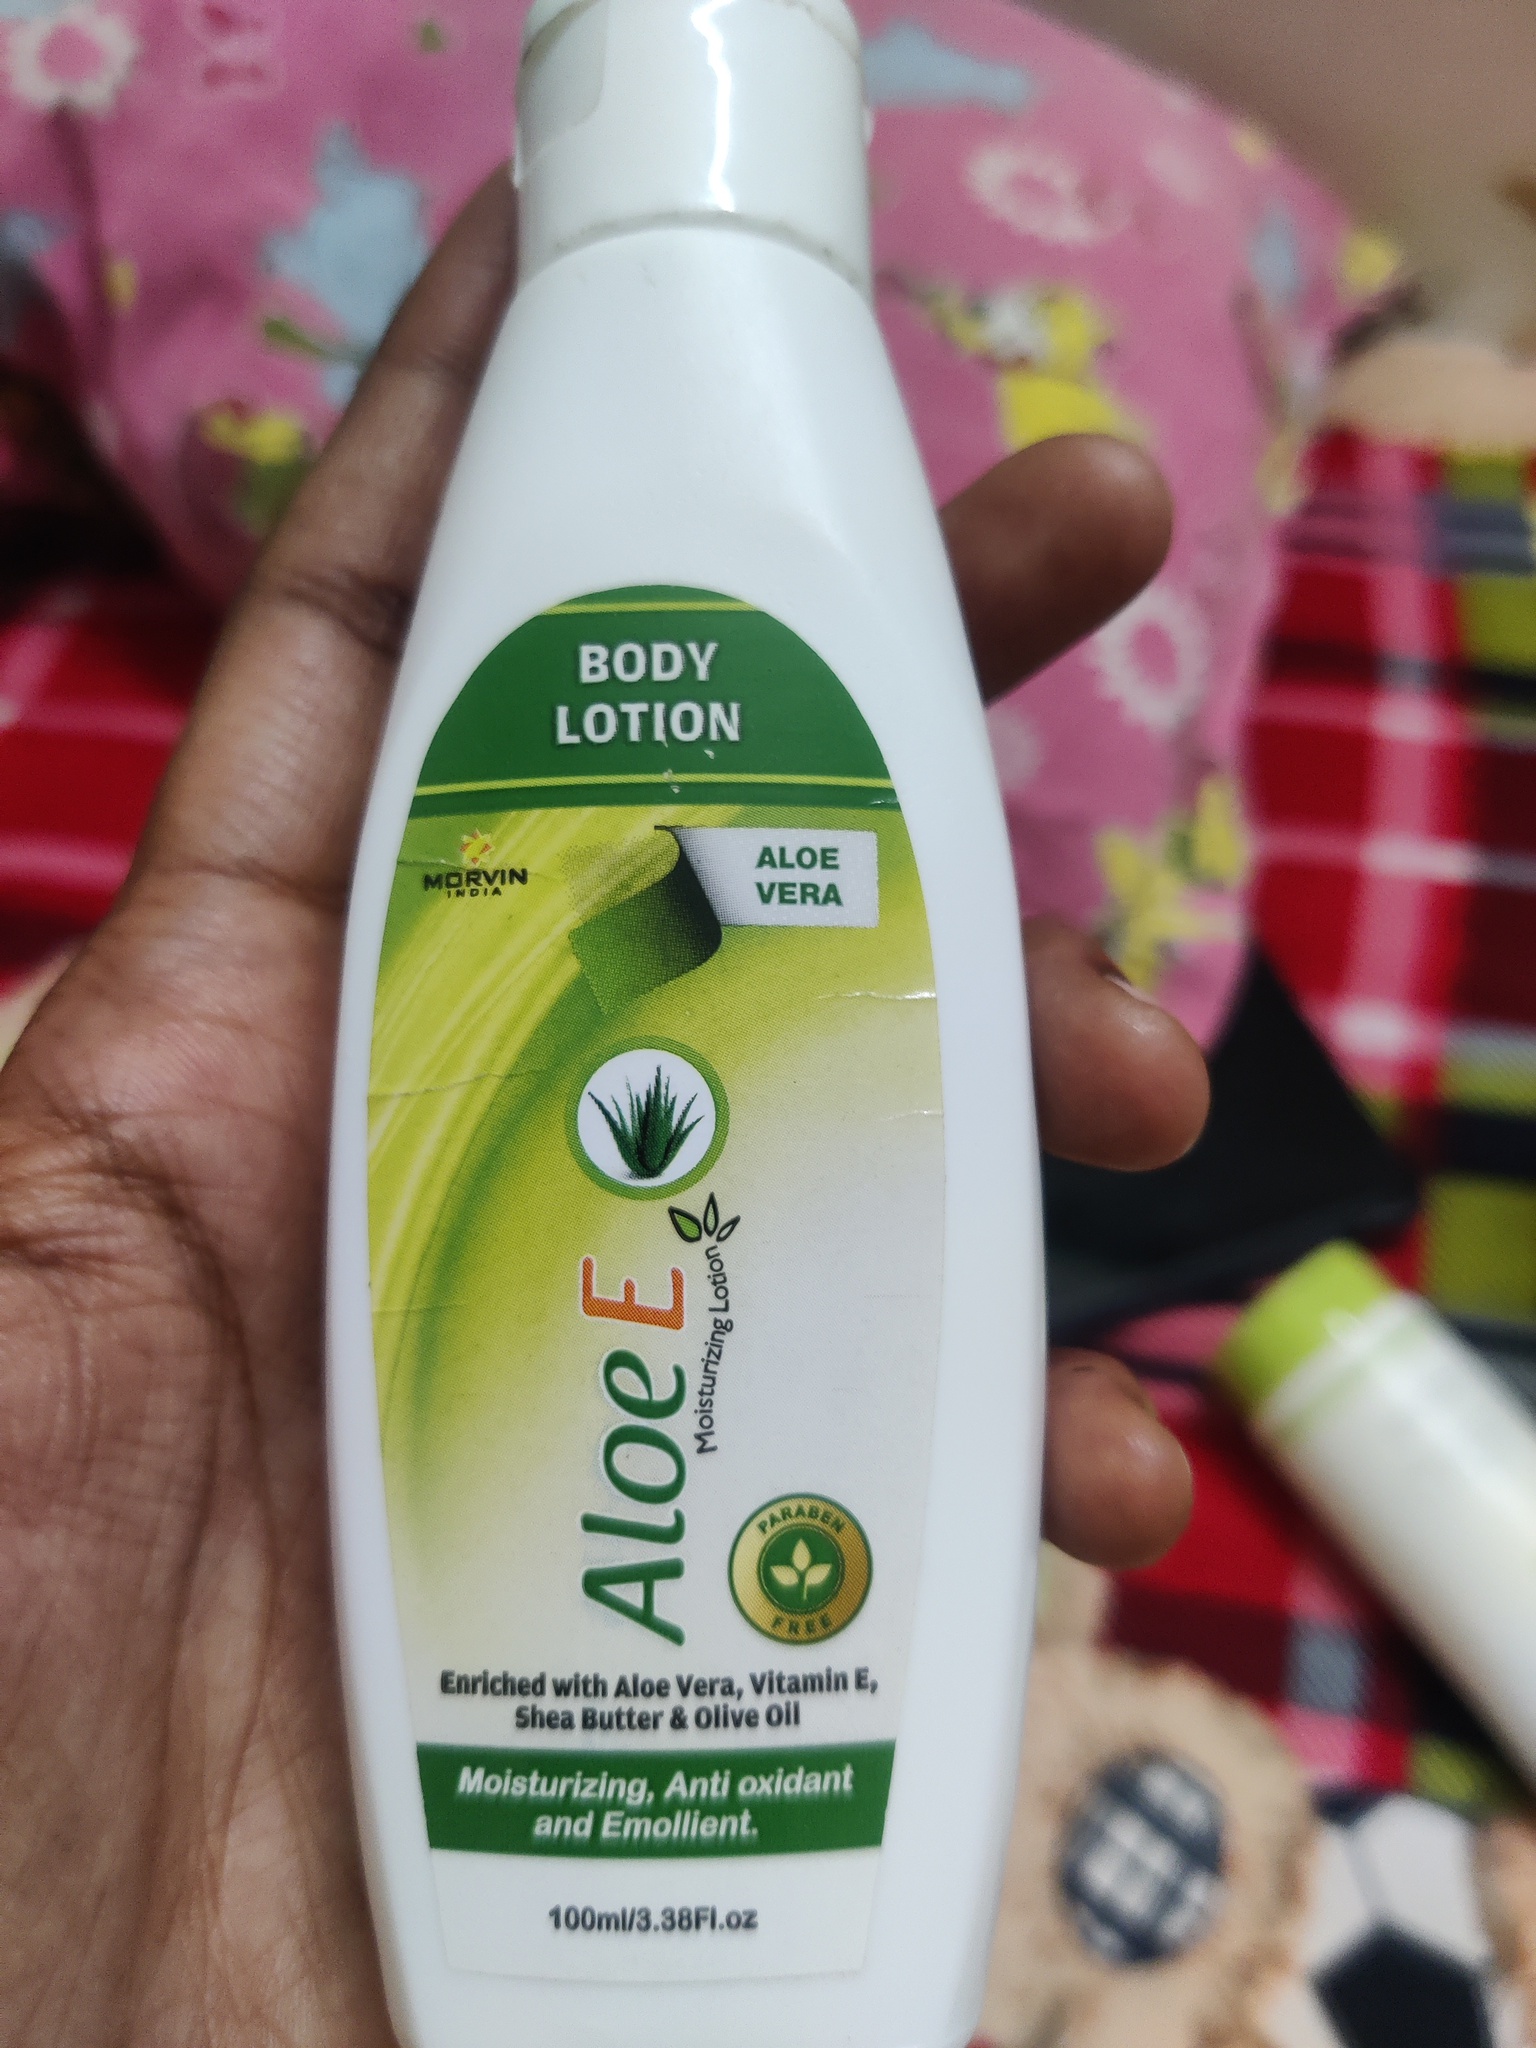 BODY
LOTION
MORVIN
INDIA
ALOE
VERA
Aloe E
Moisturizing Lotion
PARABEN
FREE
Enriched with Aloe Vera, Vitamin E,
Shea Butter & Olive Oil
Moisturizing, Anti oxidant
and Emollient.
100ml/3.38Fl.oz